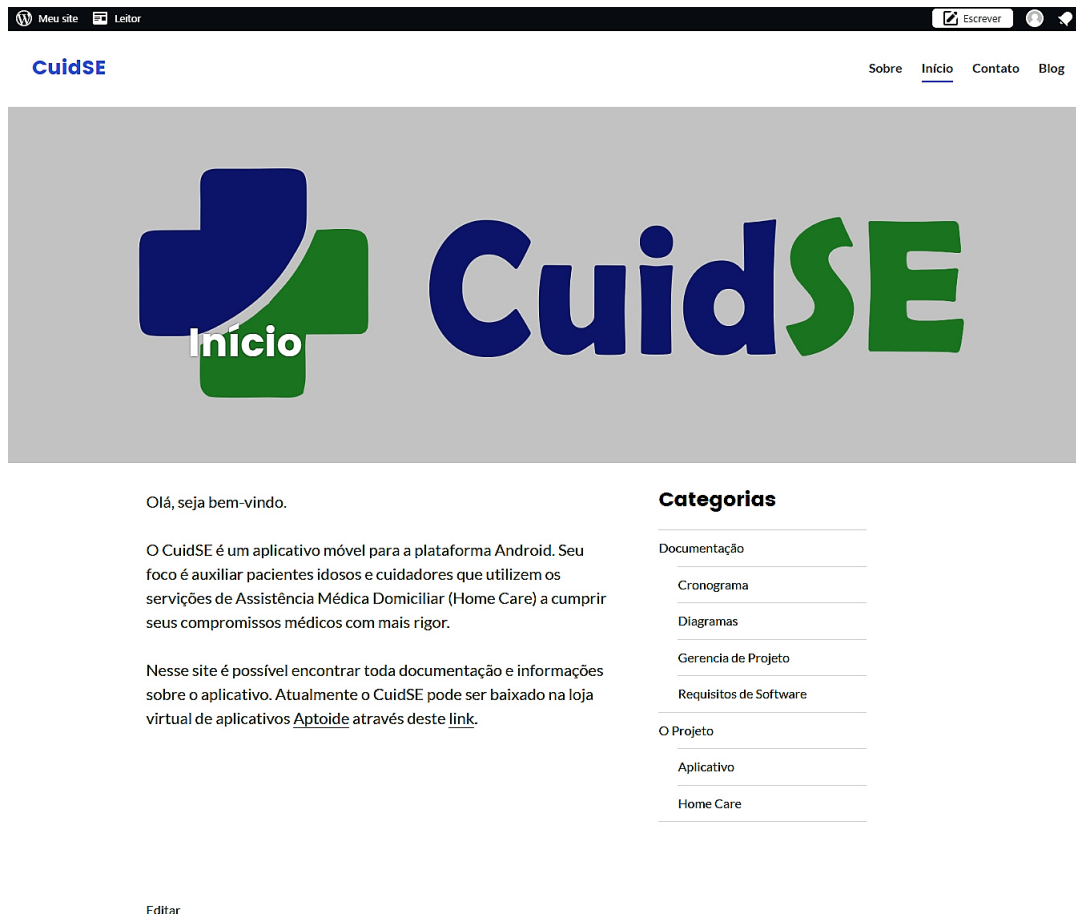 Meu site Leitor Escrever
CuidSE
Sobre Início Contato Blog
CuidSE
Início
Olá, seja bem-vindo.
O CuidSE é um aplicativo móvel para a plataforma Android. Seu
foco é auxiliar pacientes idosos e cuidadores que utilizem os
servições de Assistência Médica Domiciliar (Home Care) a cumprir
seus compromissos médicos com mais rigor.
Nesse site é possível encontrar toda documentação e informações
sobre o aplicativo. Atualmente o CuidSE pode ser baixado na loja
virtual de aplicativos Aptoide através deste link.
Categorias
Documentação
Cronograma
Diagramas
Gerencia de Projeto
Requisitos de Software
O Projeto
Aplicativo
Home Care
Editar